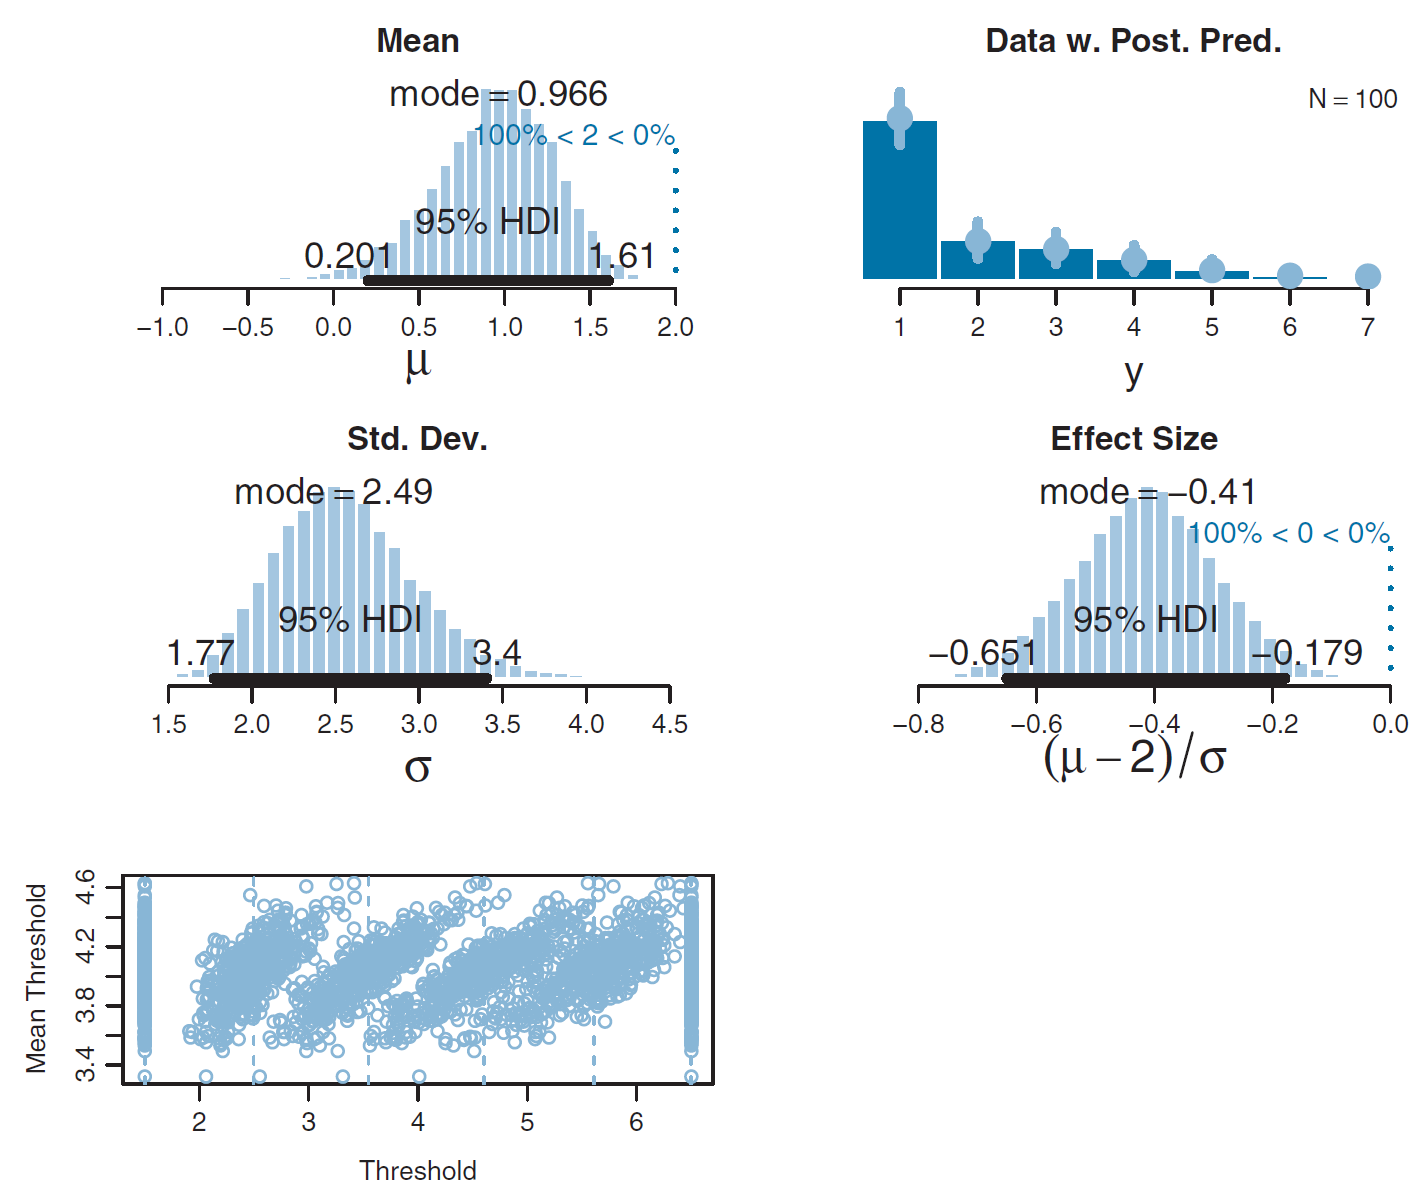 Mean
mode = 0.966
100% < 2 < 0%
95% HDI
0.201 1.61
−1.0 −0.5 0.0 0.5 1.0 1.5 2.0
μ
Data w. Post. Pred.
N = 100
1 2 3 4 5 6 7
y
Std. Dev.
mode = 2.49
95% HDI
1.77 3.4
1.5 2.0 2.5 3.0 3.5 4.0 4.5
σ
Effect Size
mode = −0.41
100% < 0 < 0%
95% HDI
−0.651 −0.179
−0.8 −0.6 −0.4 −0.2 0.0
(μ − 2)/σ
Mean Threshold
4.6
4.2
3.8
3.4
2 3 4 5 6
Threshold